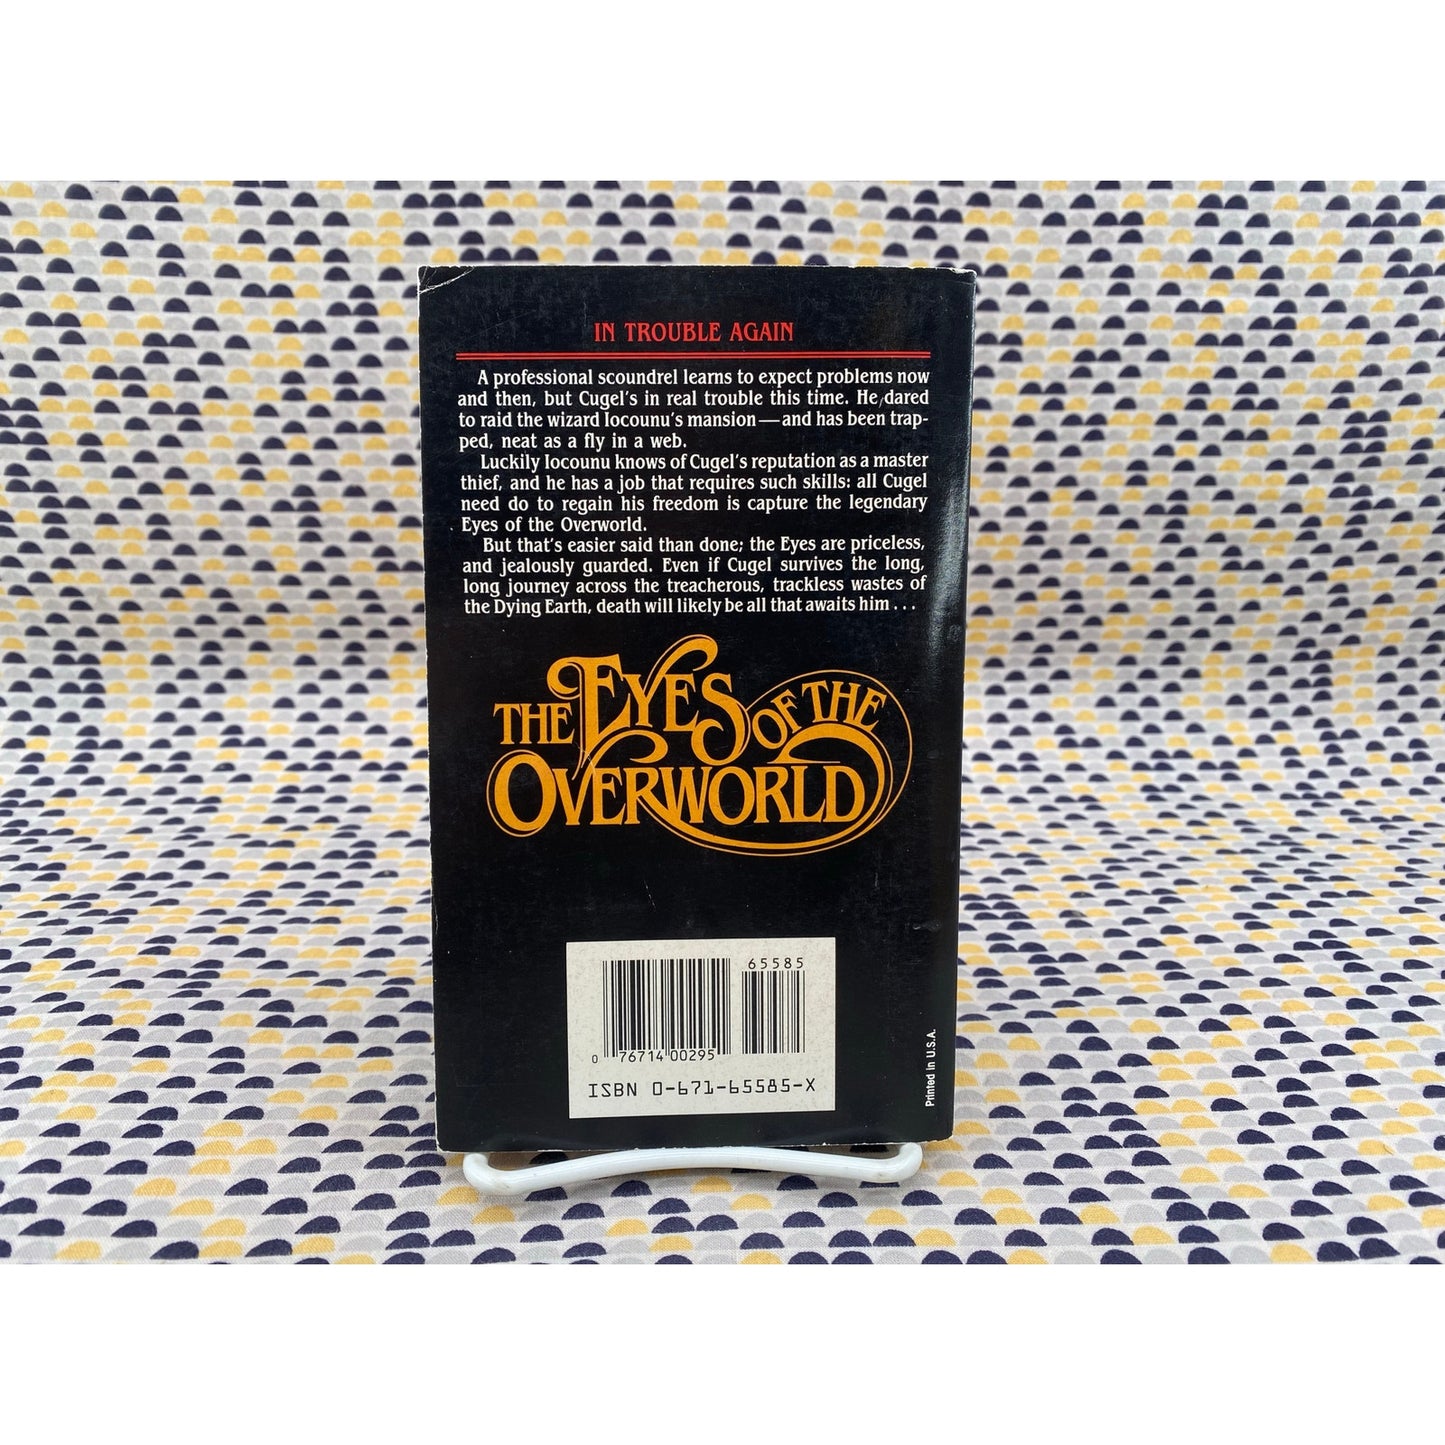 IN TROUBLE AGAIN
A professional scoundrel learns to expect problems now
and then, but Cugel's in real trouble this time. He dared
to raid the wizard Iocounu's mansion—and has been trap-
ped, neat as a fly in a web.
Luckily Iocounu knows of Cugel's reputation as a master
thief, and he has a job that requires such skills: all Cugel
need do to regain his freedom is capture the legendary
Eyes of the Overworld.
But that's easier said than done; the Eyes are priceless,
and jealously guarded. Even if Cugel survives the long,
long journey across the treacherous, trackless wastes of
the Dying Earth, death will likely be all that awaits him . . .
THE EYES OF THE
OVERWORLD
65585
0 76714 00295
ISBN 0-671-65585-X
Printed in U.S.A.